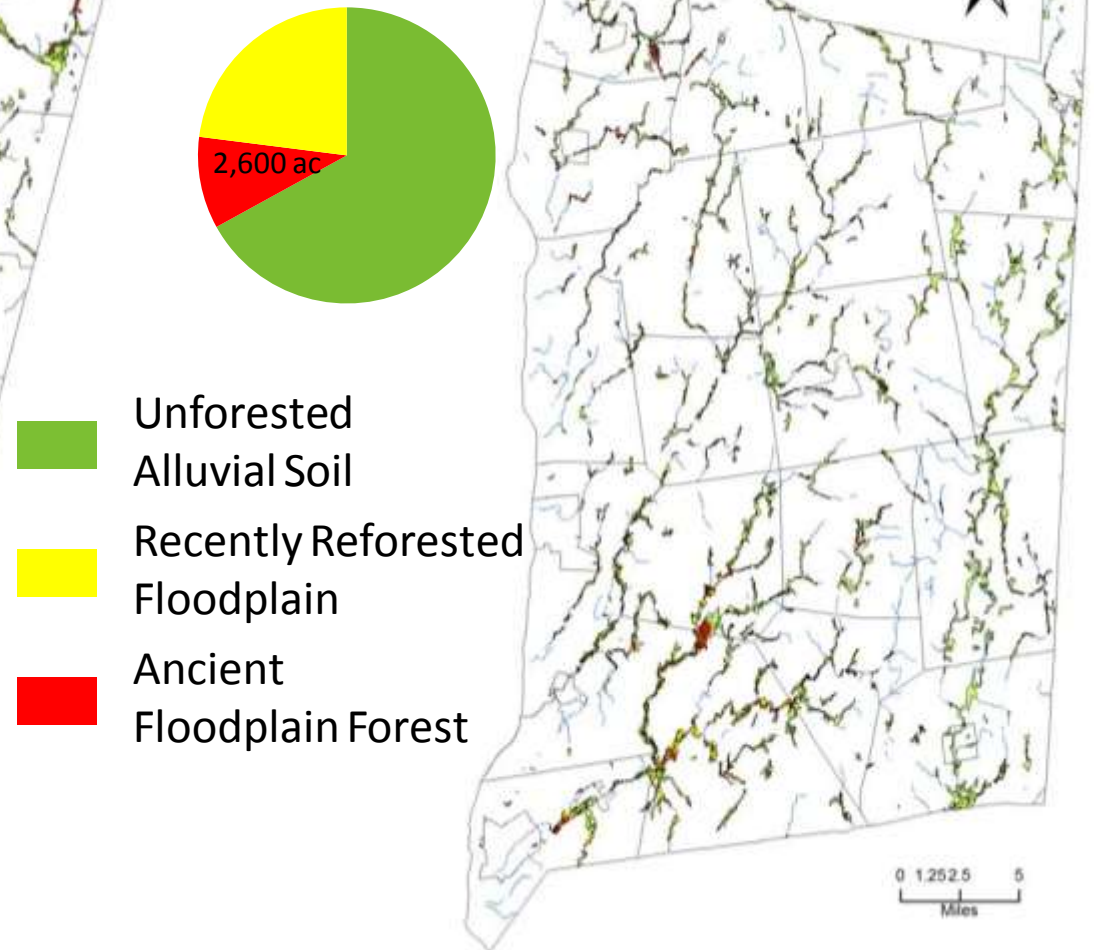 2,600 ac
Unforested
Alluvial Soil
Recently Reforested
Floodplain
Ancient
Floodplain Forest
0 1.25 2.5 5
Miles